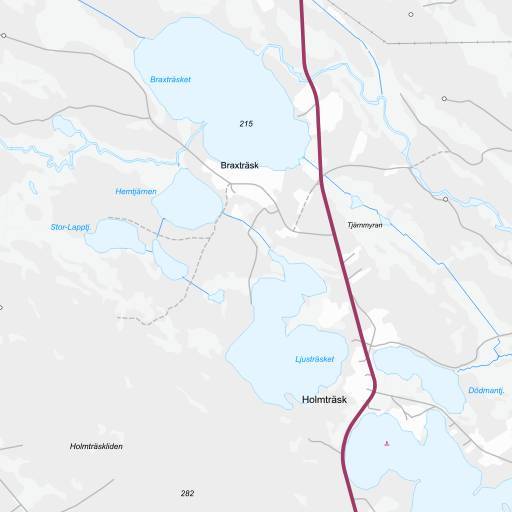 Braxträsket
215
Braxträsk
Hemtjärnen
Stor-Lapptj.
Tjärnmyran
Ljusträsket
Dödmantj.
Holmträsk
Holmträskliden
282